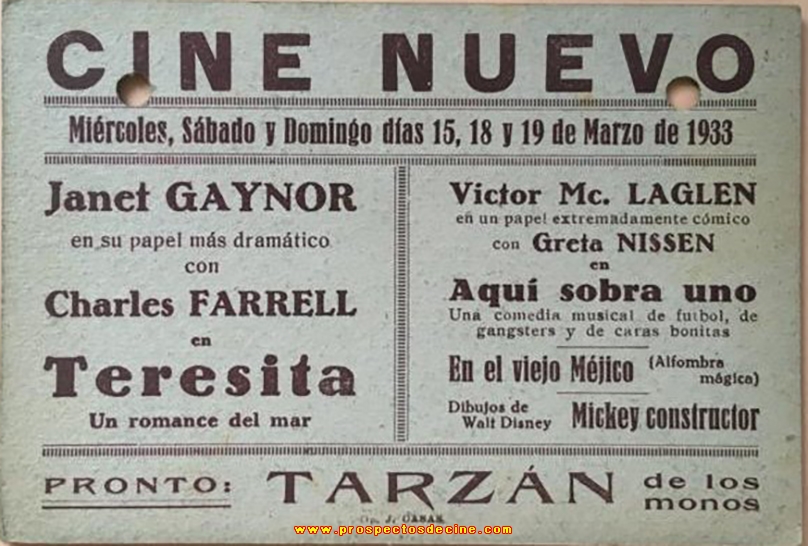 CINE NUEVO
Miércoles, Sábado y Domingo días 15, 18 y 19 de Marzo de 1933
Janet GAYNOR
en su papel más dramático
con
Charles FARRELL
en
Teresita
Un romance del mar
Victor Mc. LAGLEN
en un papel extremadamente cómico
con Greta NISSEN
en
Aquí sobra uno
Una comedia musical de futbol, de
gangsters y de caras bonitas
En el viejo Méjico (Alfombra
mágica)
Dibujos de
Walt Disney Mickey constructor
PRONTO: TARZÁN de los
monos
www.prospectosdecine.com